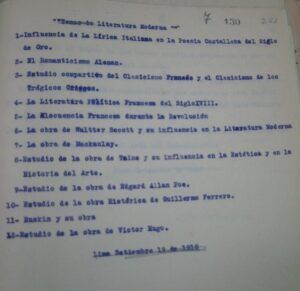 "Temas de Literatura Moderna"
7 130
1-Influencia de La Lírica Italiana en la Poesía Castellana del Siglo
de Oro.
2- El Romanticismo Aleman.
3- Estudio compartivo del Clasicismo Francés y el Clasicismo de los
Trágicos Griegos.
4- La Literatura Política Francesa del SigloXVIII.
5- La Elocuencia Francesa durante la Revolución
6- La obra de Waltter Scott y su influencia en la Literatura Moderna
7- La obra de Mackaulay.
8-Estudio de la obra de Taine y su influencia en la Estética y en la
Historia del Arte.
9-Estudio de la obra de Edgard Allan Poe.
10- Estudio de la obra Histórica de Guillermo Ferrero.
11- Ruskin y su obra
12-Estudio de la obra de Victor Hugo.
Lima Setiembre 19 de 1916